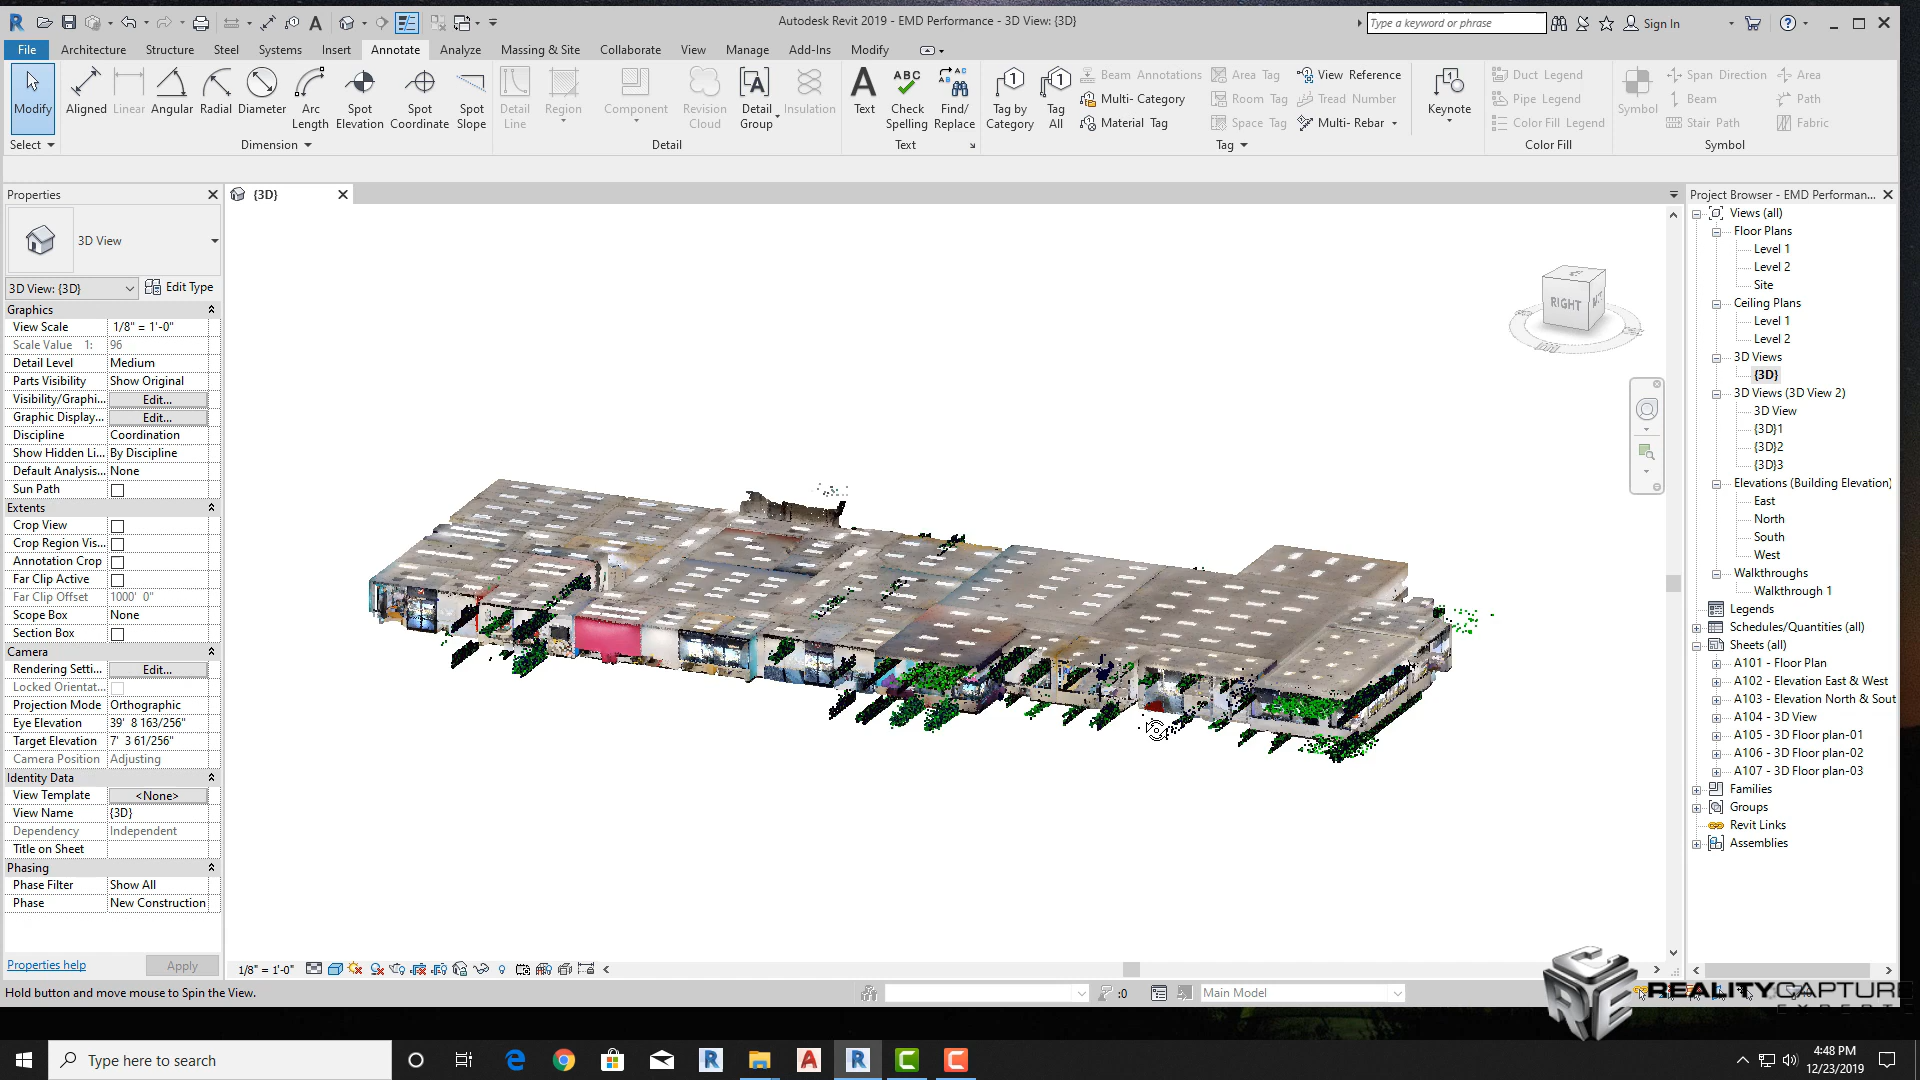 Autodesk Revit 2019 - EMD Performance - 3D View: {3D}
Type a keyword or phrase
Sign In
File Architecture Structure Steel Systems Insert Annotate Analyze Massing & Site Collaborate View Manage Add-Ins Modify
Modify Aligned Linear Angular Radial Diameter Arc Length Spot Elevation Spot Coordinate Spot Slope Detail Line Region Component Revision Cloud Detail Group Insulation Text Check Spelling Find/ Replace Tag by Category Tag All
Beam Annotations Area Tag View Reference
Multi- Category Room Tag Tread Number
Material Tag Space Tag Multi- Rebar
Keynote
Duct Legend
Pipe Legend
Color Fill Legend
Symbol
Span Direction Area
Beam Path
Stair Path Fabric
Select Dimension Detail Text Tag Color Fill Symbol
Properties
3D View
3D View: {3D} Edit Type
Graphics
View Scale 1/8" = 1'-0"
Scale Value 1: 96
Detail Level Medium
Parts Visibility Show Original
Visibility/Graphi... Edit...
Graphic Display... Edit...
Discipline Coordination
Show Hidden Li... By Discipline
Default Analysis... None
Sun Path
Extents
Crop View
Crop Region Vis...
Annotation Crop
Far Clip Active
Far Clip Offset 1000' 0"
Scope Box None
Section Box
Camera
Rendering Setti... Edit...
Locked Orientat...
Projection Mode Orthographic
Eye Elevation 39' 8 163/256"
Target Elevation 7' 3 61/256"
Camera Position Adjusting
Identity Data
View Template <None>
View Name {3D}
Dependency Independent
Title on Sheet
Phasing
Phase Filter Show All
Phase New Construction
Properties help Apply
{3D}
RIGHT
1/8" = 1'-0"
Project Browser - EMD Performan...
Views (all)
Floor Plans
Level 1
Level 2
Site
Ceiling Plans
Level 1
Level 2
3D Views
{3D}
3D Views (3D View 2)
3D View
{3D}1
{3D}2
{3D}3
Elevations (Building Elevation)
East
North
South
West
Walkthroughs
Walkthrough 1
Legends
Schedules/Quantities (all)
Sheets (all)
A101 - Floor Plan
A102 - Elevation East & West
A103 - Elevation North & Sout
A104 - 3D View
A105 - 3D Floor plan-01
A106 - 3D Floor plan-02
A107 - 3D Floor plan-03
Families
Groups
Revit Links
Assemblies
Hold button and move mouse to Spin the View.
:0
Main Model
REALITY CAPTURE
EXPERTS
Type here to search
4:48 PM
12/23/2019